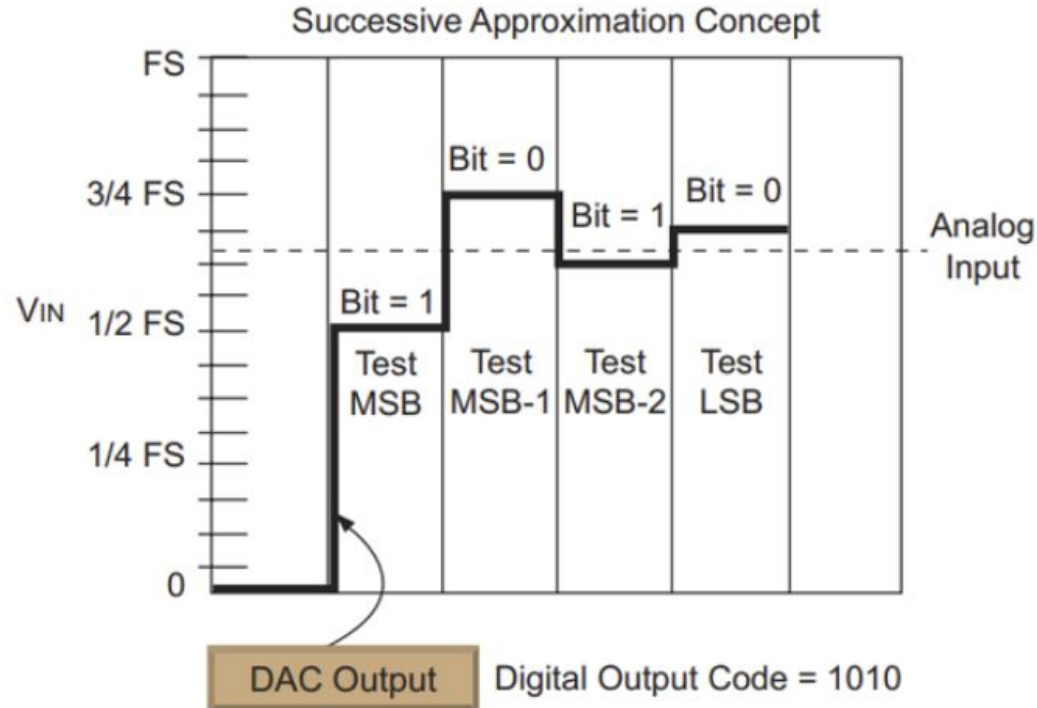 Successive Approximation Concept
FS
3/4 FS
VIN
1/2 FS
1/4 FS
0
Bit = 1
Bit = 0
Bit = 1
Bit = 0
Analog
Input
Test
MSB
Test
MSB-1
Test
MSB-2
Test
LSB
DAC Output
Digital Output Code = 1010